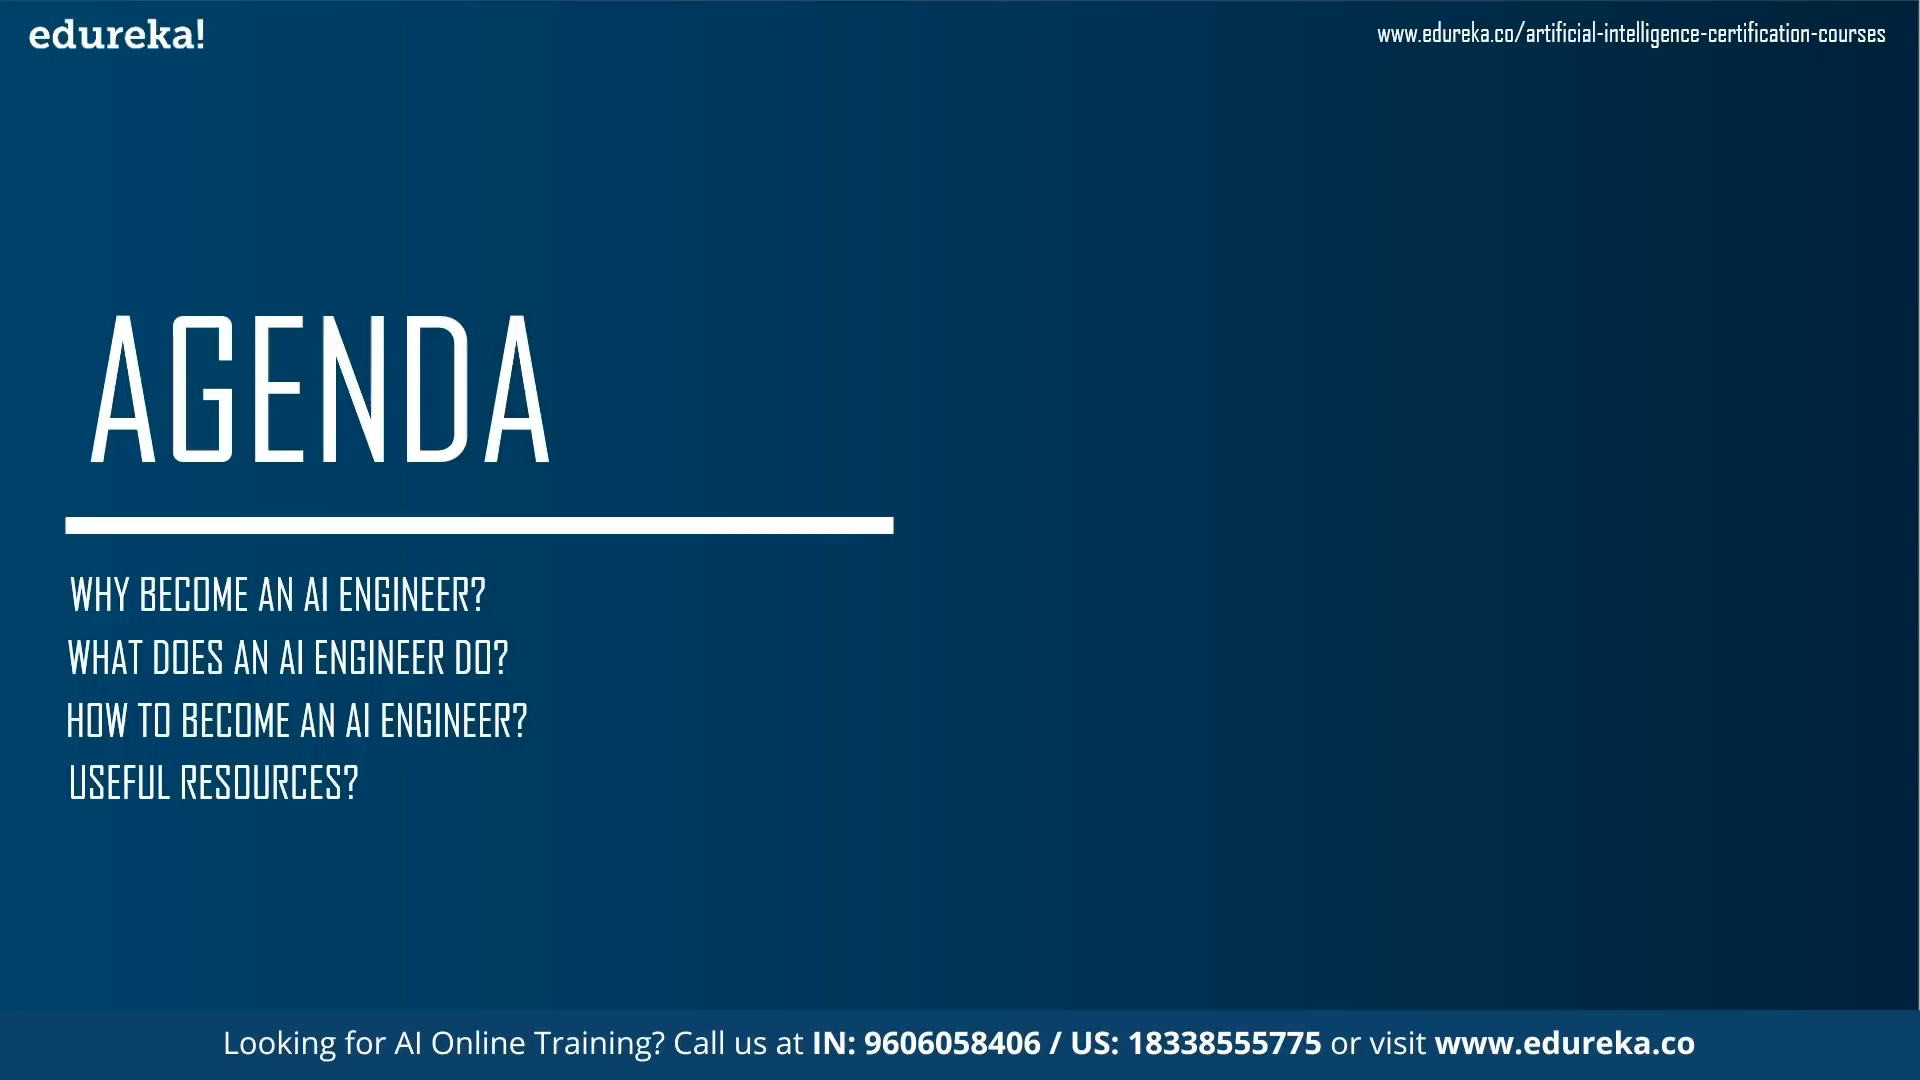 edureka!
www.edureka.co/artificial-intelligence-certification-courses
AGENDA
WHY BECOME AN AI ENGINEER?
WHAT DOES AN AI ENGINEER DO?
HOW TO BECOME AN AI ENGINEER?
USEFUL RESOURCES?
Looking for AI Online Training? Call us at IN: 9606058406 / US: 18338555775 or visit www.edureka.co